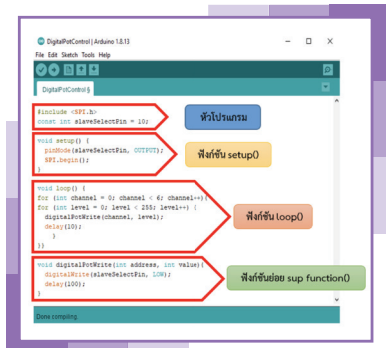 DigitalPotControl | Arduino 1.8.13
File Edit Sketch Tools Help
DigitalPotControl §
#include <SPI.h>
const int slaveSelectPin = 10;
หัวโปรแกรม
void setup() {
pinMode(slaveSelectPin, OUTPUT);
SPI.begin();
}
ฟังก์ชัน setup()
void loop() {
for (int channel = 0; channel < 6; channel++){
for (int level = 0; level < 255; level++) {
digitalPotWrite(channel, level);
delay(10);
}
}}
ฟังก์ชัน loop()
void digitalPotWrite(int address, int value){
digitalWrite(slaveSelectPin, LOW);
delay(100);
}
ฟังก์ชันย่อย sup function()
Done compiling.